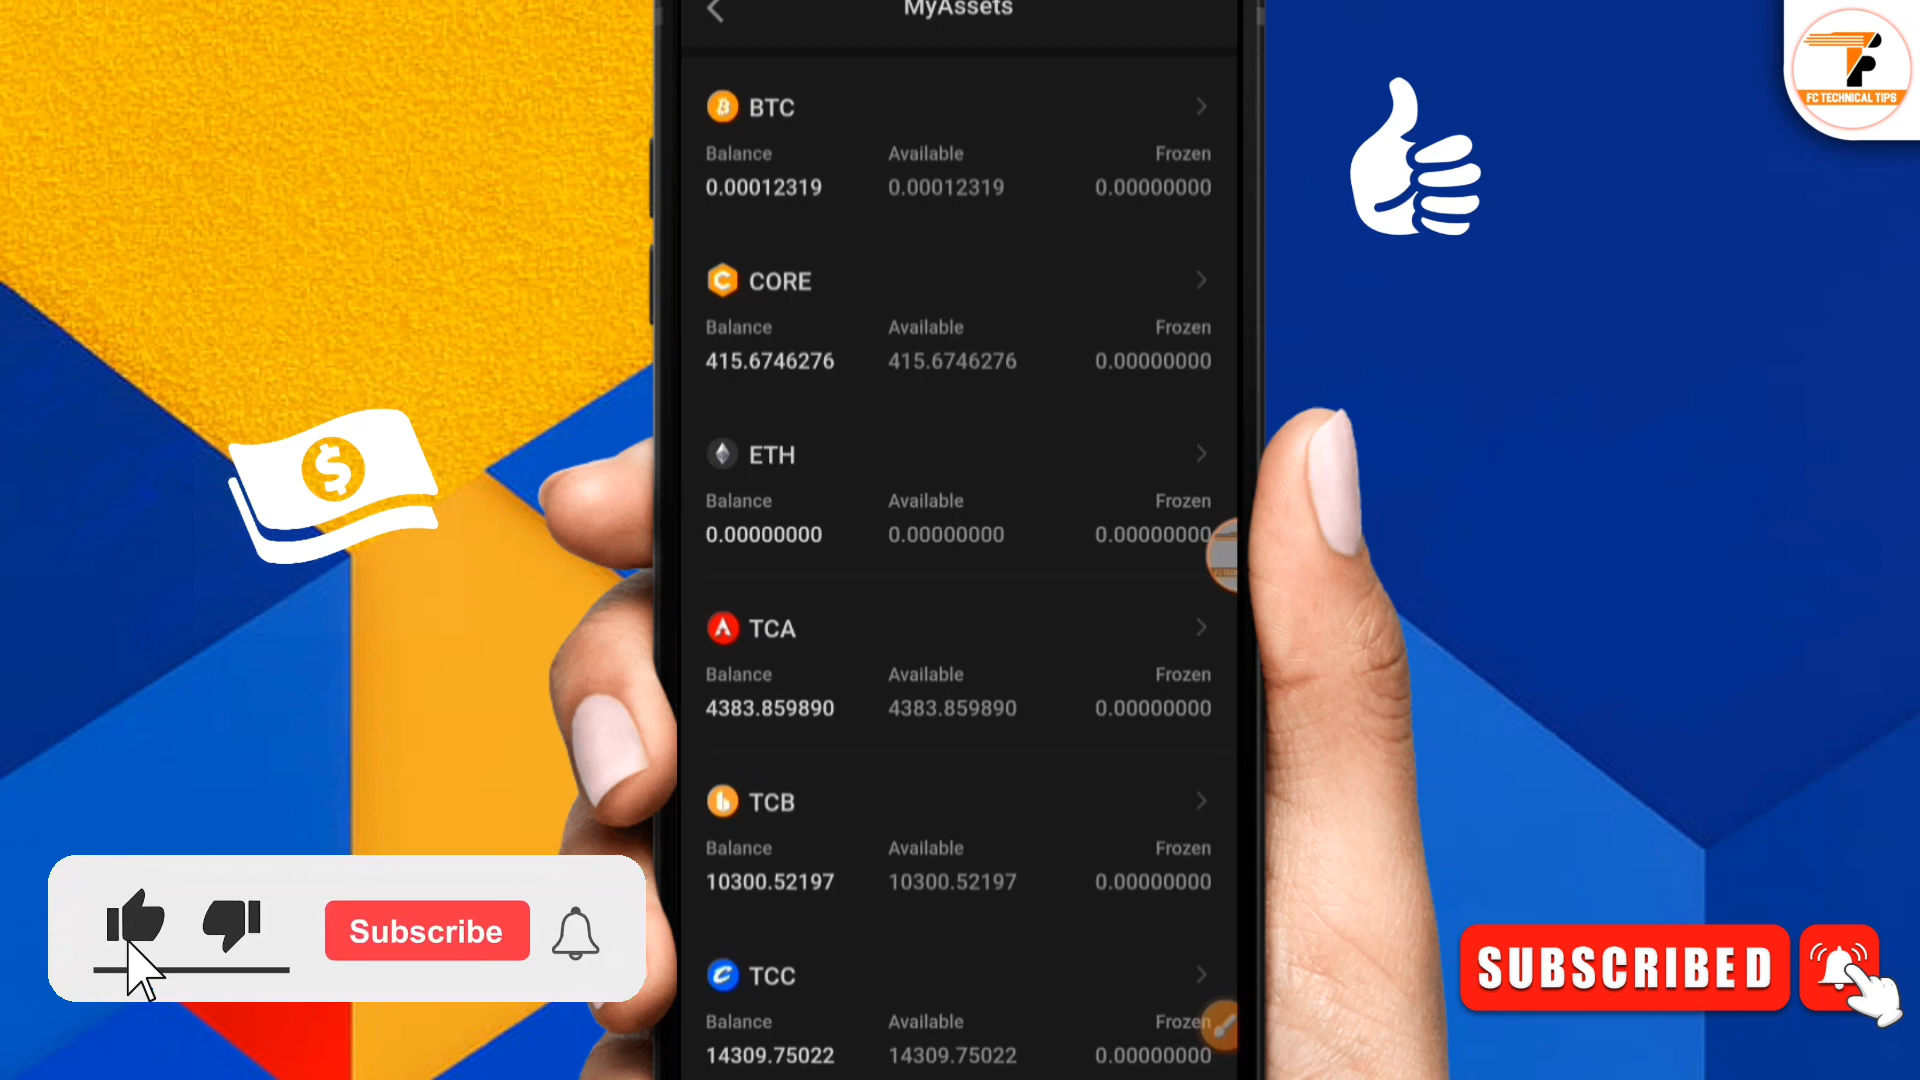 MyAssets
FC TECHNICAL TIPS
BTC
Balance Available Frozen
0.00012319 0.00012319 0.00000000
CORE
Balance Available Frozen
415.6746276 415.6746276 0.00000000
ETH
Balance Available Frozen
0.00000000 0.00000000 0.00000000
TCA
Balance Available Frozen
4383.859890 4383.859890 0.00000000
TCB
Balance Available Frozen
10300.52197 10300.52197 0.00000000
TCC
Balance Available Frozen
14309.75022 14309.75022 0.00000000
Subscribe
SUBSCRIBED